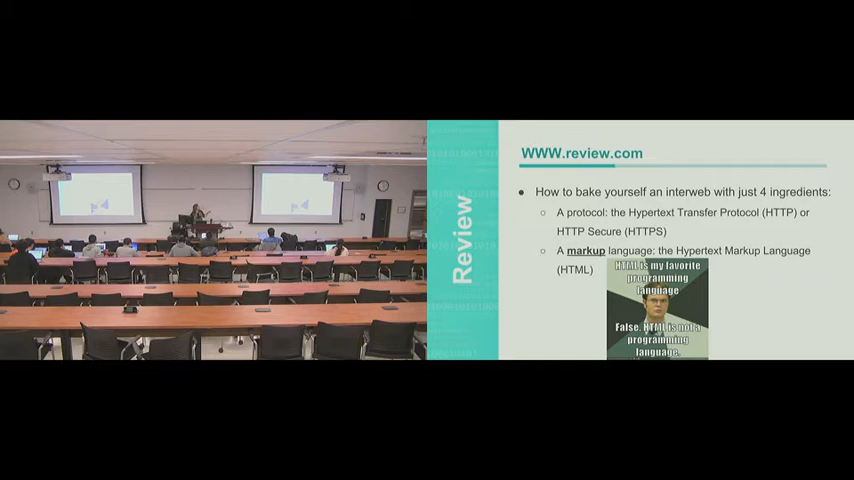 Review
WWW.review.com
How to bake yourself an interweb with just 4 ingredients:
A protocol: the Hypertext Transfer Protocol (HTTP) or
HTTP Secure (HTTPS)
A markup language: the Hypertext Markup Language
(HTML)
HTML is my favorite
programming
language
False. HTML is not a
programming
language.